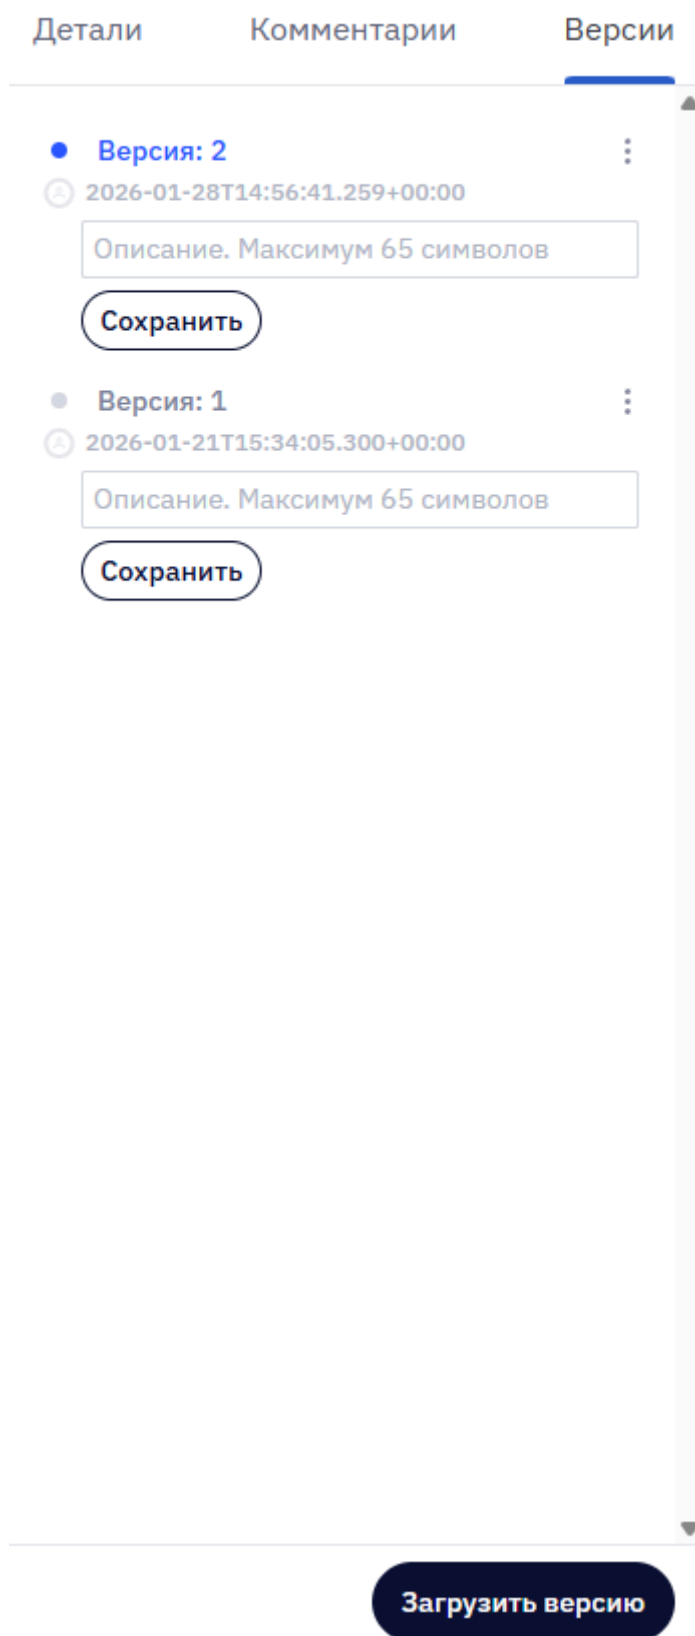 Детали Комментарии Версии
Версия: 2
2026-01-28T14:56:41.259+00:00
Описание. Максимум 65 символов
Сохранить
Версия: 1
2026-01-21T15:34:05.300+00:00
Описание. Максимум 65 символов
Сохранить
Загрузить версию